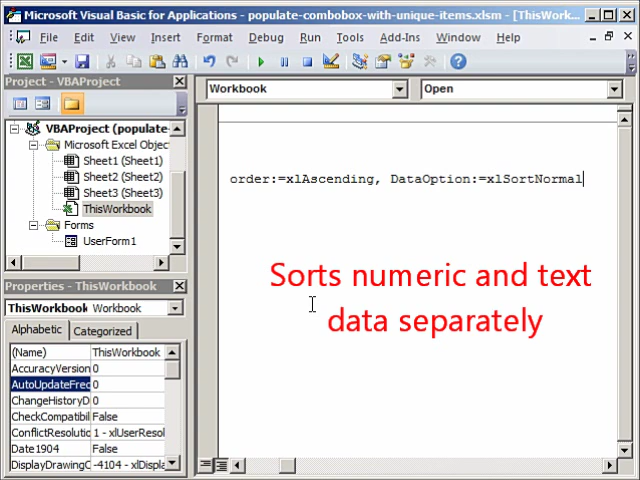 Microsoft Visual Basic for Applications - populate-combobox-with-unique-items.xlsm - [ThisWork...
File Edit View Insert Format Debug Run Tools Add-Ins Window Help
Project - VBAProject
Workbook
Open
VBAProject (populate-
Microsoft Excel Objec
Sheet1 (Sheet1)
Sheet2 (Sheet2)
Sheet3 (Sheet3)
ThisWorkbook
Forms
UserForm1
order:=xlAscending, DataOption:=xlSortNormal
Sorts numeric and text
data separately
Properties - ThisWorkbook
ThisWorkbook Workbook
Alphabetic Categorized
(Name) ThisWorkbook
AccuracyVersion 0
AutoUpdateFrec 0
ChangeHistoryD 0
CheckCompatibil False
ConflictResolutio 1 - xlUserResol
Date1904 False
DisplayDrawingC -4104 - xlDispla